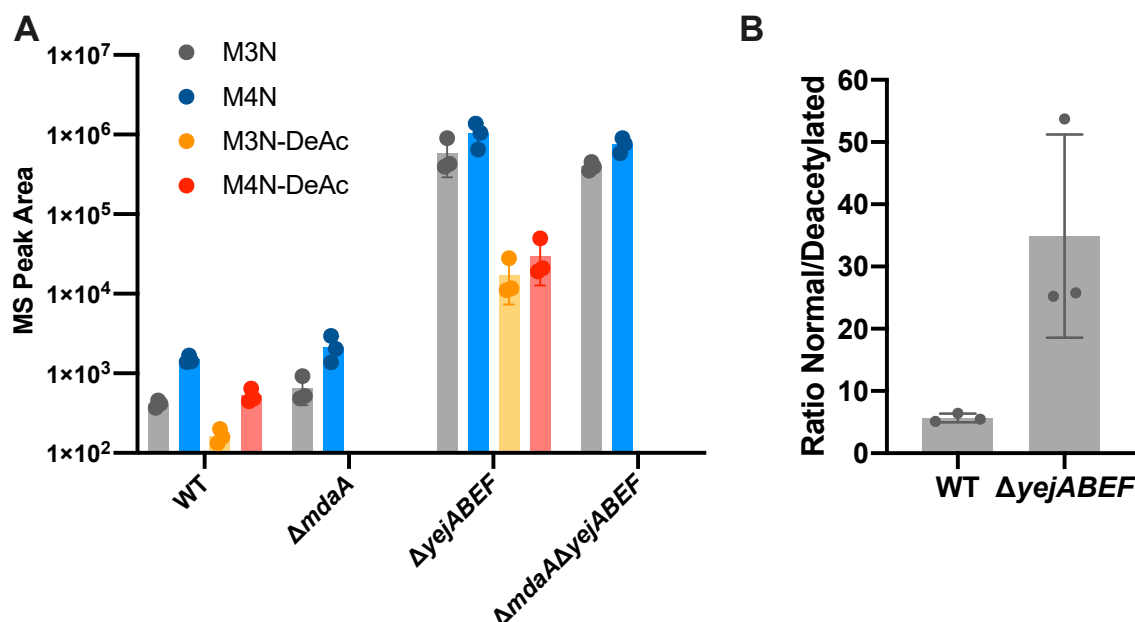 A
MS Peak Area
1×10⁷
1×10⁶
1×10⁵
1×10⁴
1×10³
1×10²
M3N
M4N
M3N-DeAc
M4N-DeAc
WT
ΔmdaA
ΔyejABEF
ΔmdaAΔyejABEF
B
Ratio Normal/Deacetylated
60
50
40
30
20
10
0
WT ΔyejABEF